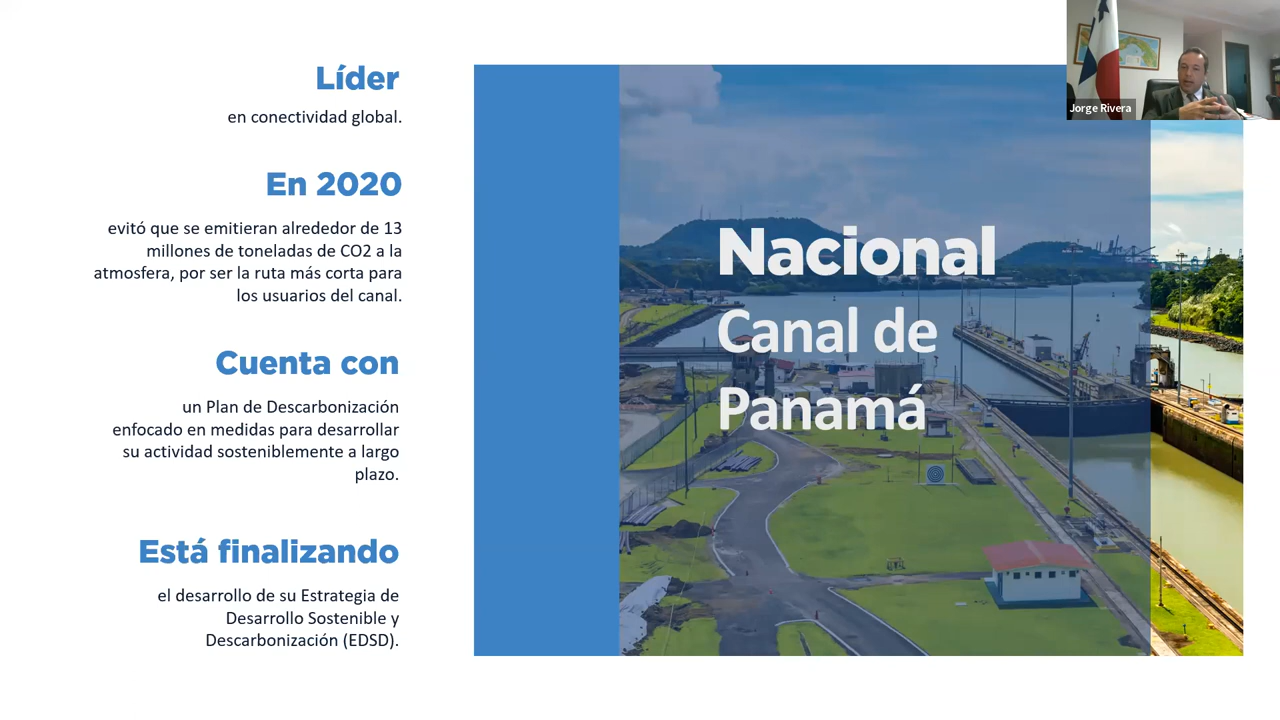 Líder
en conectividad global.
En 2020
evitó que se emitieran alrededor de 13
millones de toneladas de CO2 a la
atmosfera, por ser la ruta más corta para
los usuarios del canal.
Cuenta con
un Plan de Descarbonización
enfocado en medidas para desarrollar
su actividad sosteniblemente a largo
plazo.
Está finalizando
el desarrollo de su Estrategia de
Desarrollo Sostenible y
Descarbonización (EDSD).
Nacional
Canal de
Panamá
Jorge Rivera